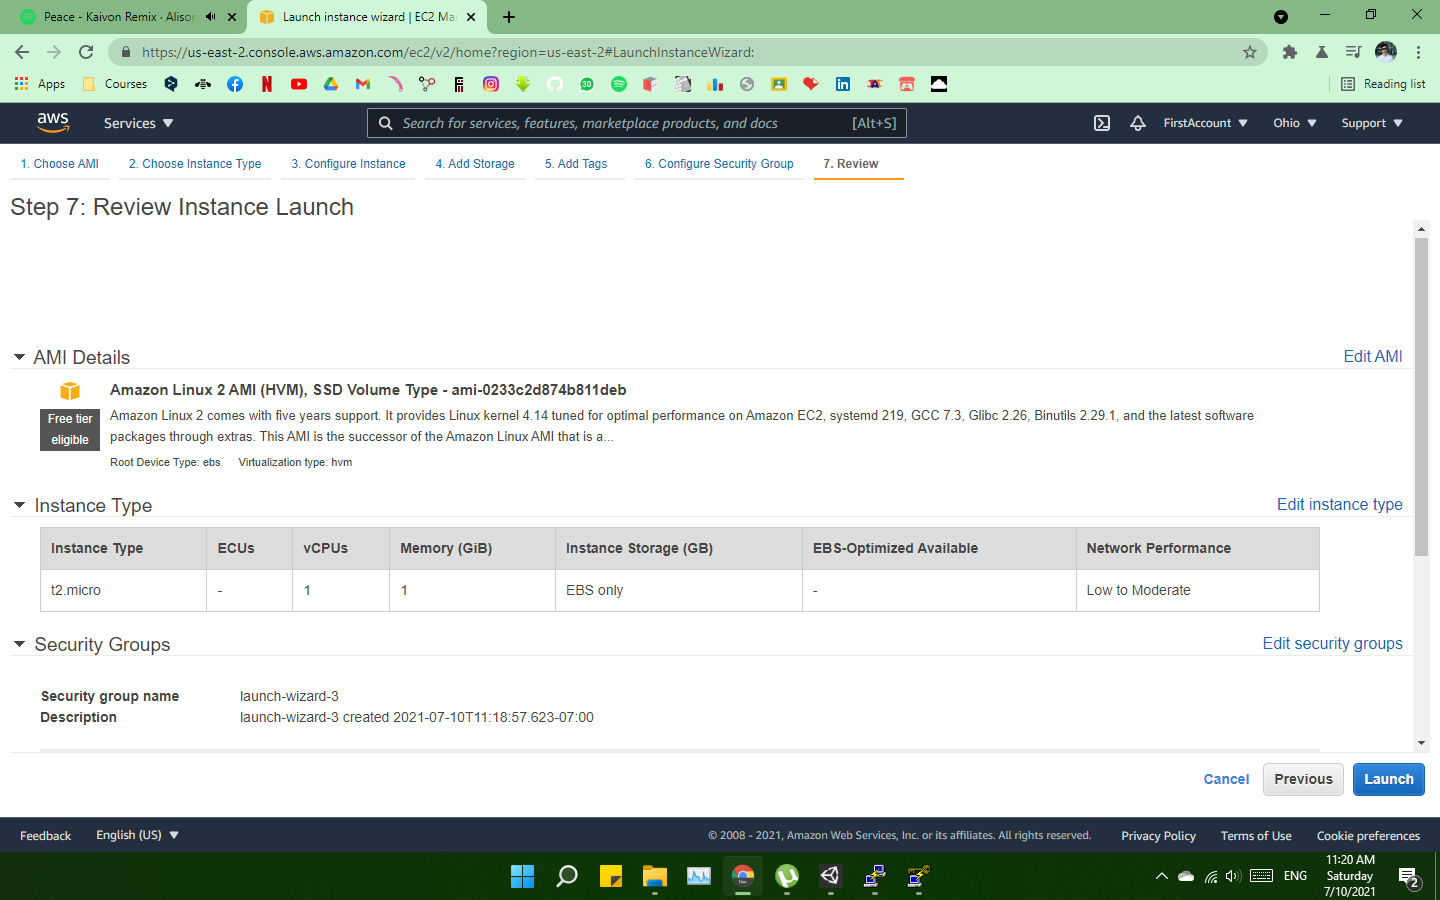 Peace - Kaivon Remix · Alison
Launch instance wizard | EC2 Ma
https://us-east-2.console.aws.amazon.com/ec2/v2/home?region=us-east-2#LaunchInstanceWizard:
Apps
Courses
30
Reading list
aws
Services
Search for services, features, marketplace products, and docs
[Alt+S]
FirstAccount
Ohio
Support
1. Choose AMI
2. Choose Instance Type
3. Configure Instance
4. Add Storage
5. Add Tags
6. Configure Security Group
7. Review
Step 7: Review Instance Launch
AMI Details
Edit AMI
Amazon Linux 2 AMI (HVM), SSD Volume Type - ami-0233c2d874b811deb
Free tier
eligible
Amazon Linux 2 comes with five years support. It provides Linux kernel 4.14 tuned for optimal performance on Amazon EC2, systemd 219, GCC 7.3, Glibc 2.26, Binutils 2.29.1, and the latest software
packages through extras. This AMI is the successor of the Amazon Linux AMI that is a...
Root Device Type: ebs
Virtualization type: hvm
Instance Type
Edit instance type
Instance Type
ECUs
vCPUs
Memory (GiB)
Instance Storage (GB)
EBS-Optimized Available
Network Performance
t2.micro
-
1
1
EBS only
-
Low to Moderate
Security Groups
Edit security groups
Security group name
launch-wizard-3
Description
launch-wizard-3 created 2021-07-10T11:18:57.623-07:00
Cancel
Previous
Launch
Feedback
English (US)
© 2008 - 2021, Amazon Web Services, Inc. or its affiliates. All rights reserved.
Privacy Policy
Terms of Use
Cookie preferences
ENG
11:20 AM
Saturday
7/10/2021
2